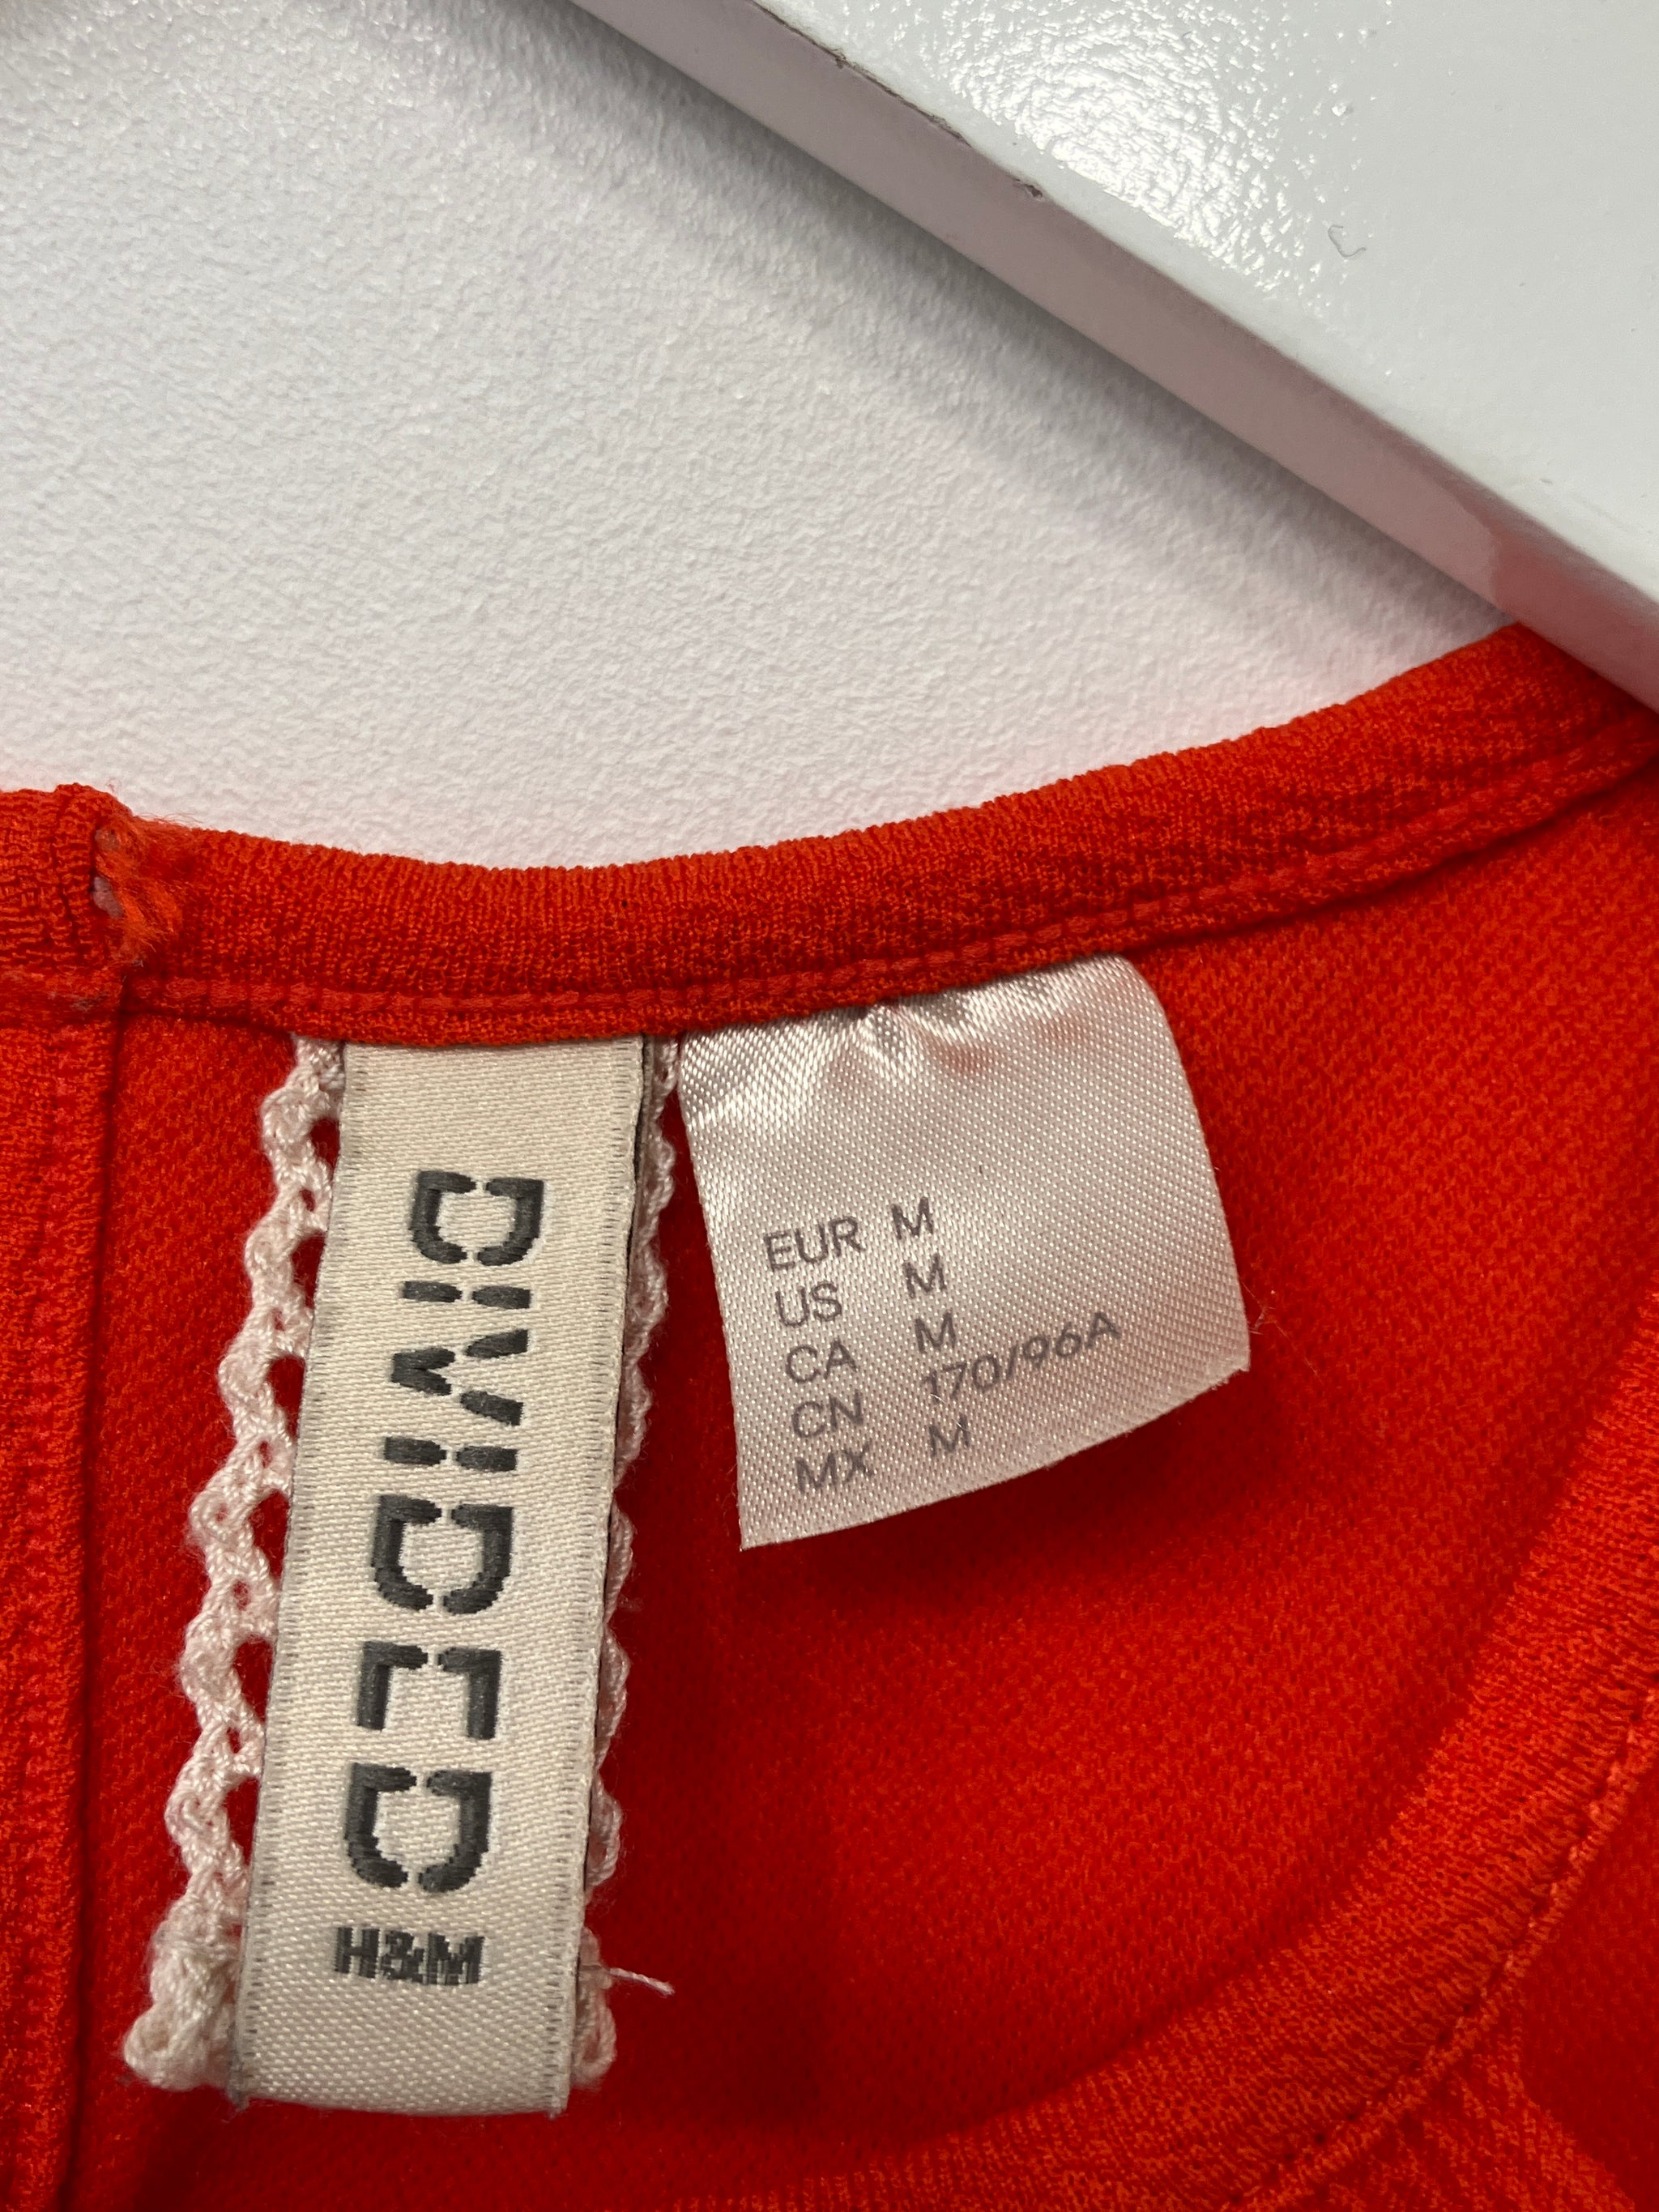 DIVIDED
H&M
EUR M
US M
CA M
CN 170/96A
MX M